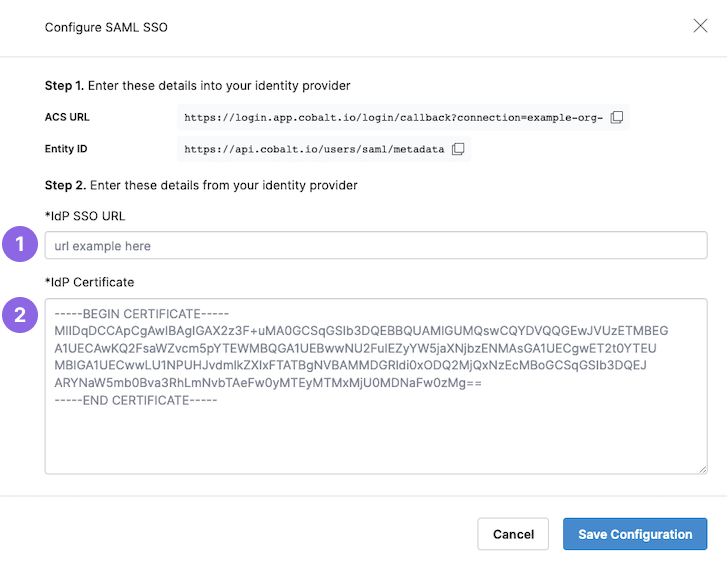 Configure SAML SSO
Step 1. Enter these details into your identity provider
ACS URL https://login.app.cobalt.io/login/callback?connection=example-org-
Entity ID https://api.cobalt.io/users/saml/metadata
Step 2. Enter these details from your identity provider
*IdP SSO URL
1 url example here
*IdP Certificate
2
-----BEGIN CERTIFICATE-----
MIIDqDCCApCgAwIBAgIGAX2z3F+uMA0GCSqGSIb3DQEBBQUAMIGUMQswCQYDVQQGEwJVUzETMBEG
A1UECAwKQ2FsaWZvcm5pYTEWMBQGA1UEBwwNU2FuIEZyYW5jaXNjbzENMAsGA1UECgwET2t0YTEU
MBIGA1UECwwLU1NPUHJvdmlkZXIxFTATBgNVBAMMDGRldi0xODQ2MjQxNzEcMBoGCSqGSIb3DQEJ
ARYNaW5mb0Bva3RhLmNvbTAeFw0yMTEyMTMxMjU0MDNaFw0zMg==
-----END CERTIFICATE-----
Cancel Save Configuration